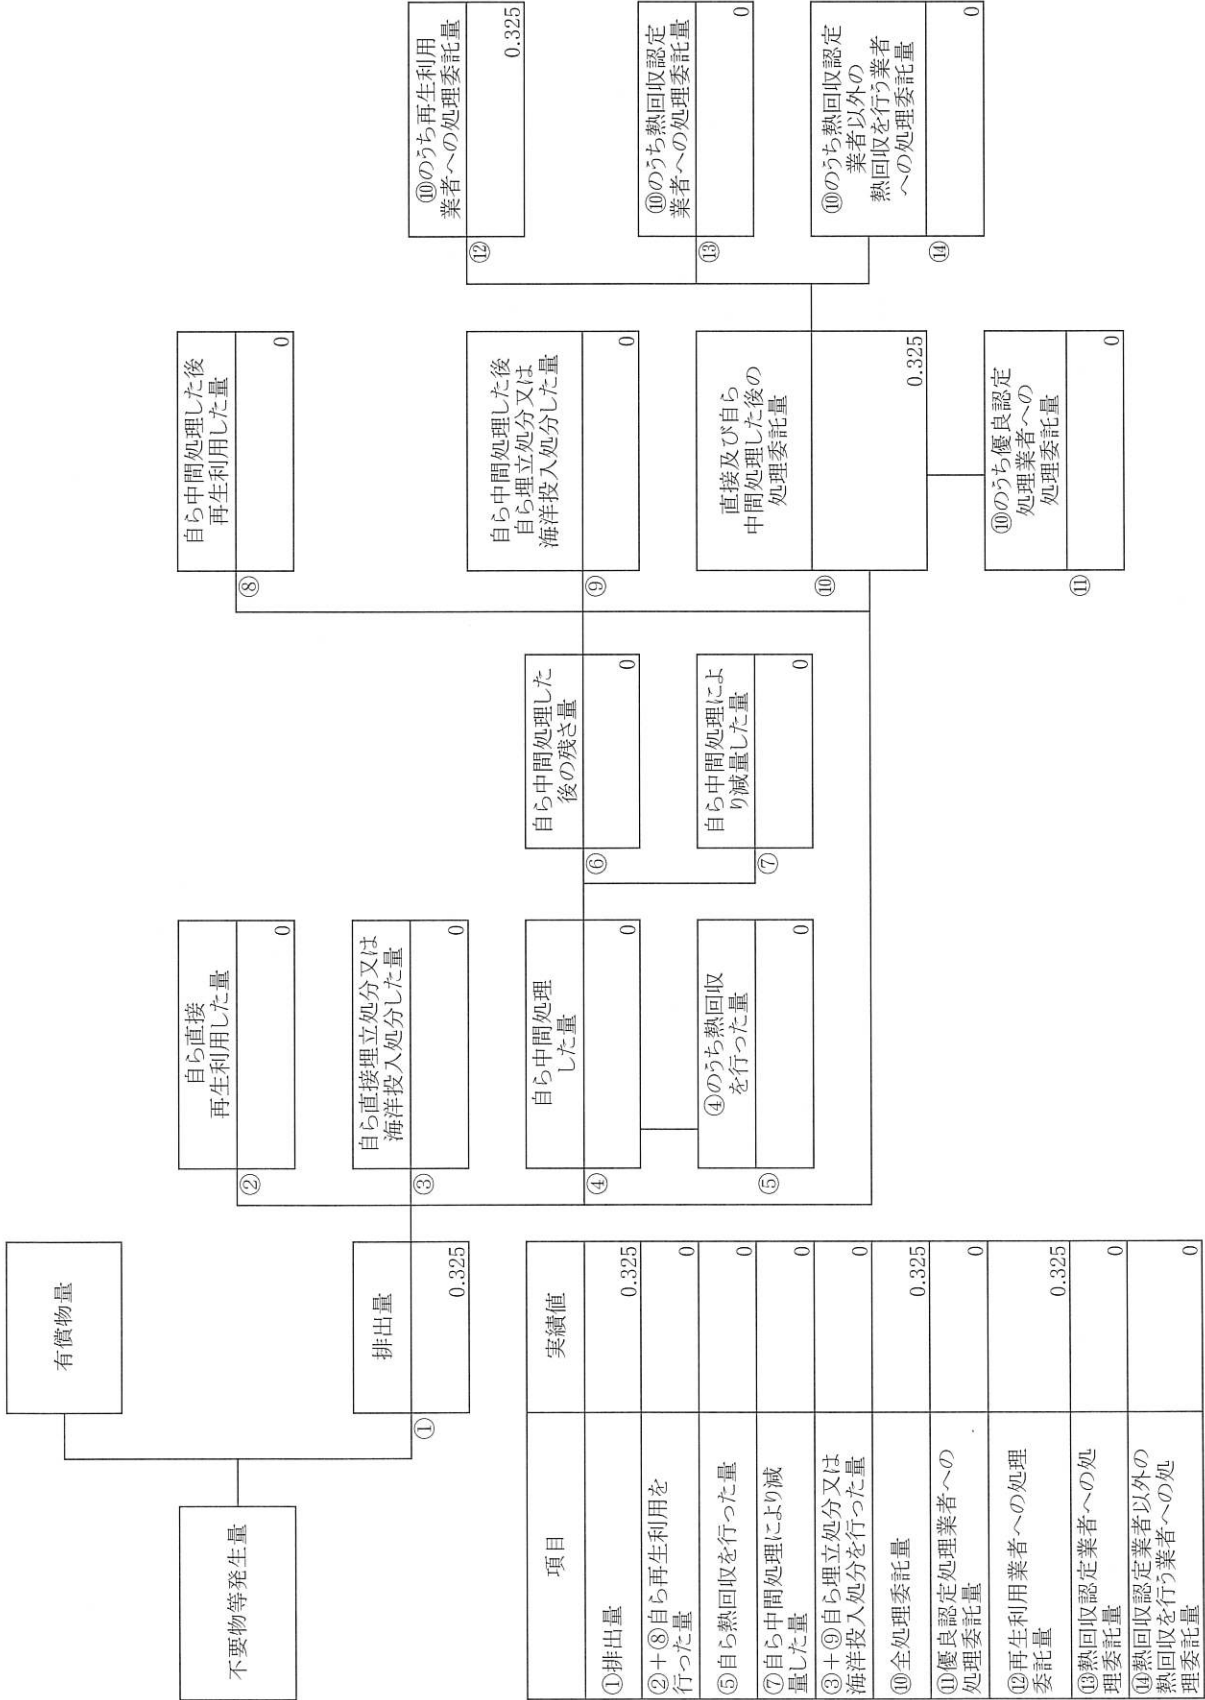 不要物等発生量
有償物量
①
排出量
0.325
②
自ら直接
再生利用した量
0
③
自ら直接埋立処分又は
海洋投入処分した量
0
④
自ら中間処理
した量
0
⑤
④のうち熱回収
を行った量
0
⑥
自ら中間処理した
後の残さ量
0
⑦
自ら中間処理によ
り減量した量
0
⑧
自ら中間処理した後
再生利用した量
0
⑨
自ら中間処理した後
自ら埋立処分又は
海洋投入処分した量
0
⑩
直接及び自ら
中間処理した後の
処理委託量
0.325
⑪
⑩のうち優良認定
処理業者への
処理委託量
0
⑫
⑩のうち再生利用
業者への処理委託量
0.325
⑬
⑩のうち熱回収認定
業者への処理委託量
0
⑭
⑩のうち熱回収認定
業者以外の
熱回収を行う業者
への処理委託量
0
項目
実績値
①排出量
0.325
②+⑧自ら再生利用を
行った量
0
⑤自ら熱回収を行った量
0
⑦自ら中間処理により減
量した量
0
③+⑨自ら埋立処分又は
海洋投入処分を行った量
0
⑩全処理委託量
0.325
⑪優良認定処理業者への
処理委託量
0
⑫再生利用業者への処理
委託量
0.325
⑬熱回収認定業者への処
理委託量
0
⑭熱回収認定業者以外の
熱回収を行う業者への処
理委託量
0